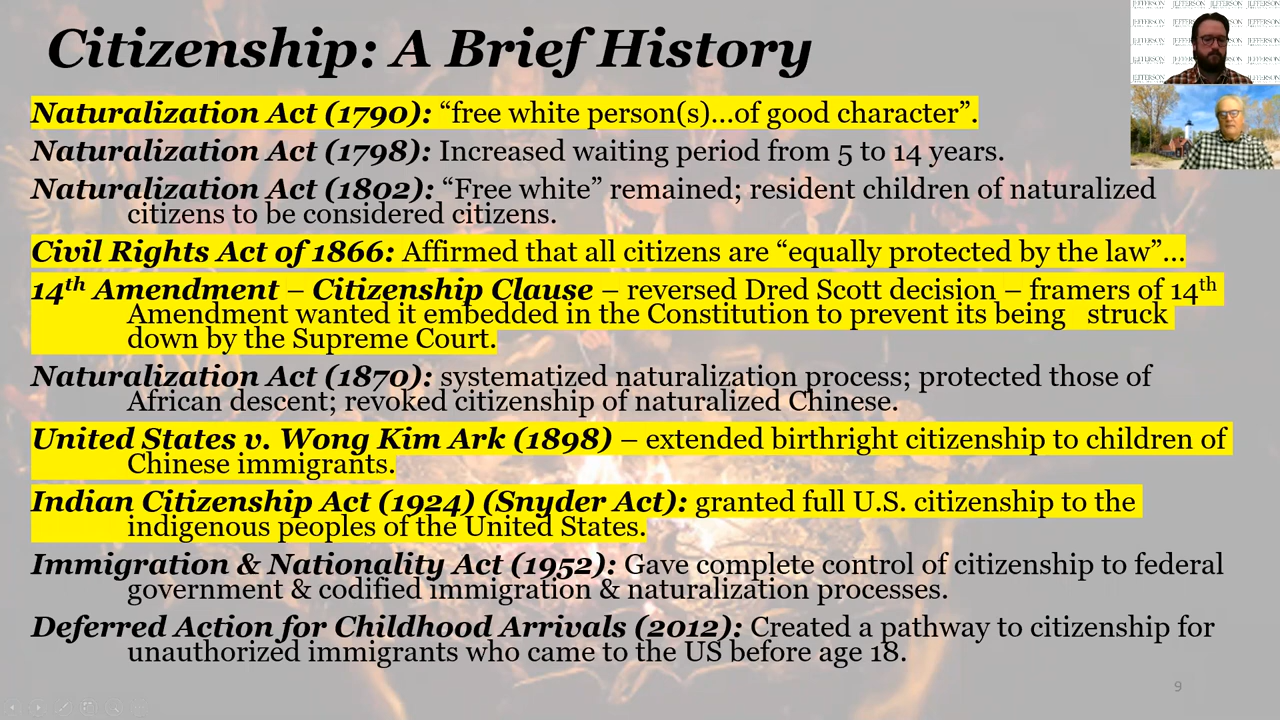 Citizenship: A Brief History
Naturalization Act (1790): “free white person(s)…of good character”.
Naturalization Act (1798): Increased waiting period from 5 to 14 years.
Naturalization Act (1802): “Free white” remained; resident children of naturalized
citizens to be considered citizens.
Civil Rights Act of 1866: Affirmed that all citizens are “equally protected by the law”…
14th Amendment – Citizenship Clause – reversed Dred Scott decision – framers of 14th
Amendment wanted it embedded in the Constitution to prevent its being struck
down by the Supreme Court.
Naturalization Act (1870): systematized naturalization process; protected those of
African descent; revoked citizenship of naturalized Chinese.
United States v. Wong Kim Ark (1898) – extended birthright citizenship to children of
Chinese immigrants.
Indian Citizenship Act (1924) (Snyder Act): granted full U.S. citizenship to the
indigenous peoples of the United States.
Immigration & Nationality Act (1952): Gave complete control of citizenship to federal
government & codified immigration & naturalization processes.
Deferred Action for Childhood Arrivals (2012): Created a pathway to citizenship for
unauthorized immigrants who came to the US before age 18.
9